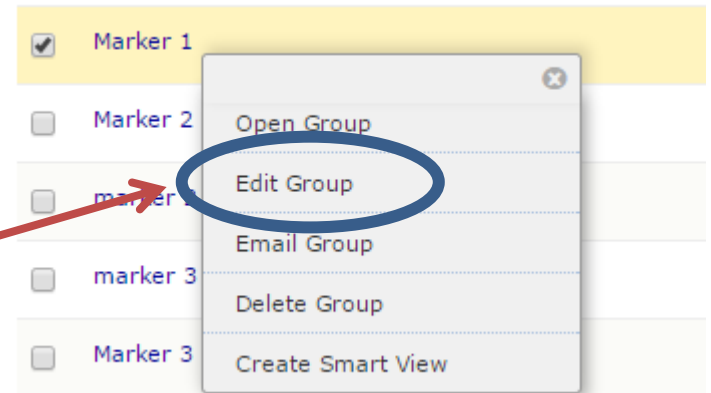 Marker 1
Marker 2
Open Group
Edit Group
marker
Email Group
marker 3
Delete Group
Marker 3
Create Smart View